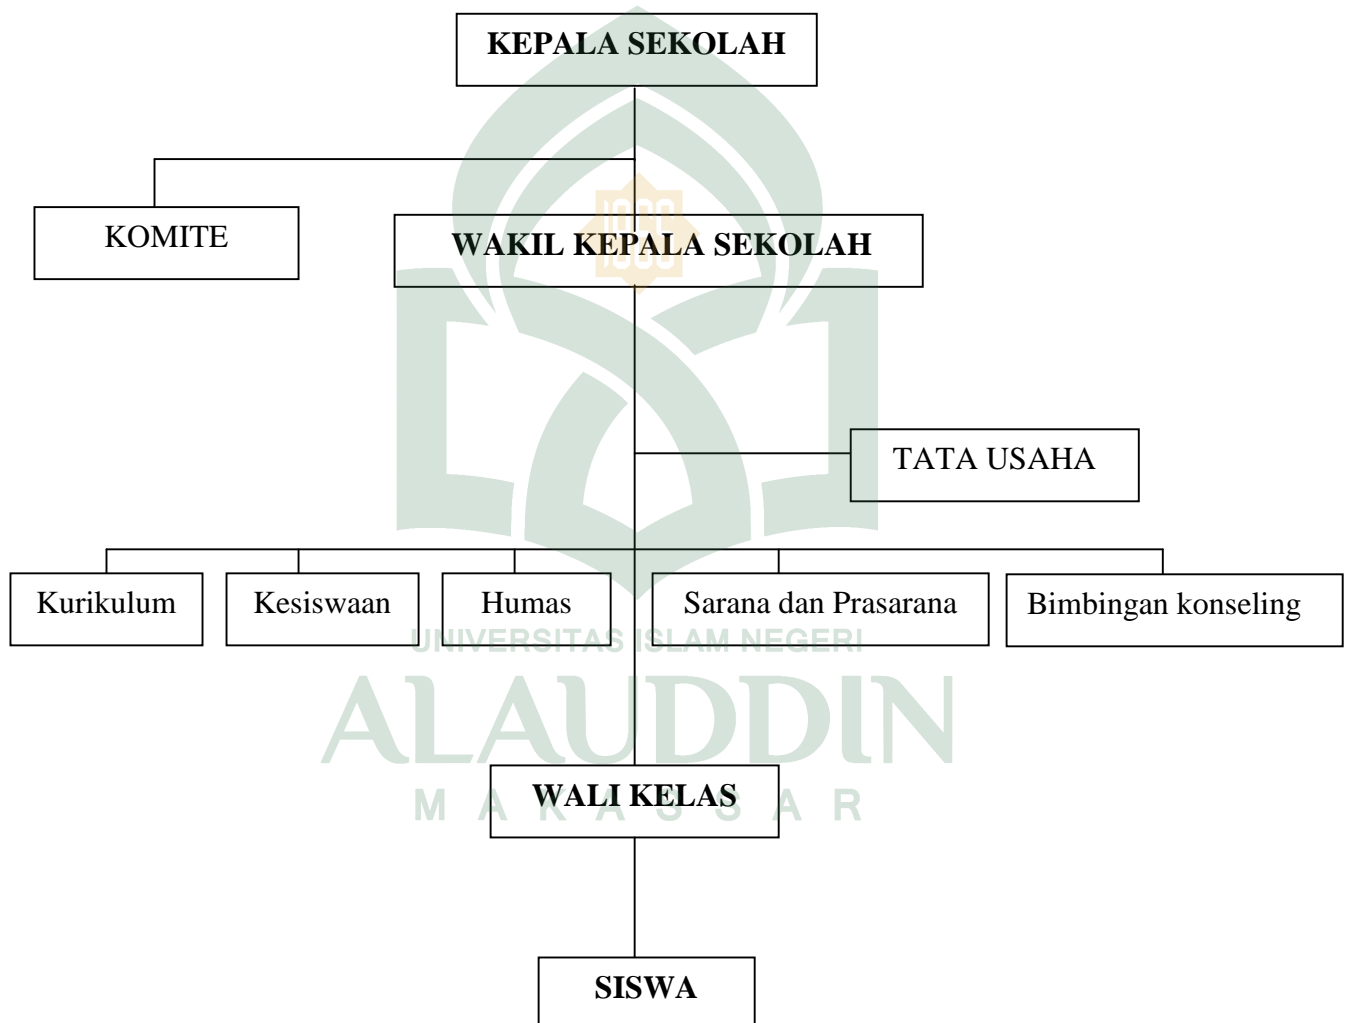 KEPALA SEKOLAH
KOMITE
WAKIL KEPALA SEKOLAH
TATA USAHA
Kurikulum
Kesiswaan
Humas
Sarana dan Prasarana
Bimbingan konseling
UNIVERSITAS ISLAM NEGERI
ALAUDDIN
WALI KELAS
MAKASSAR
SISWA